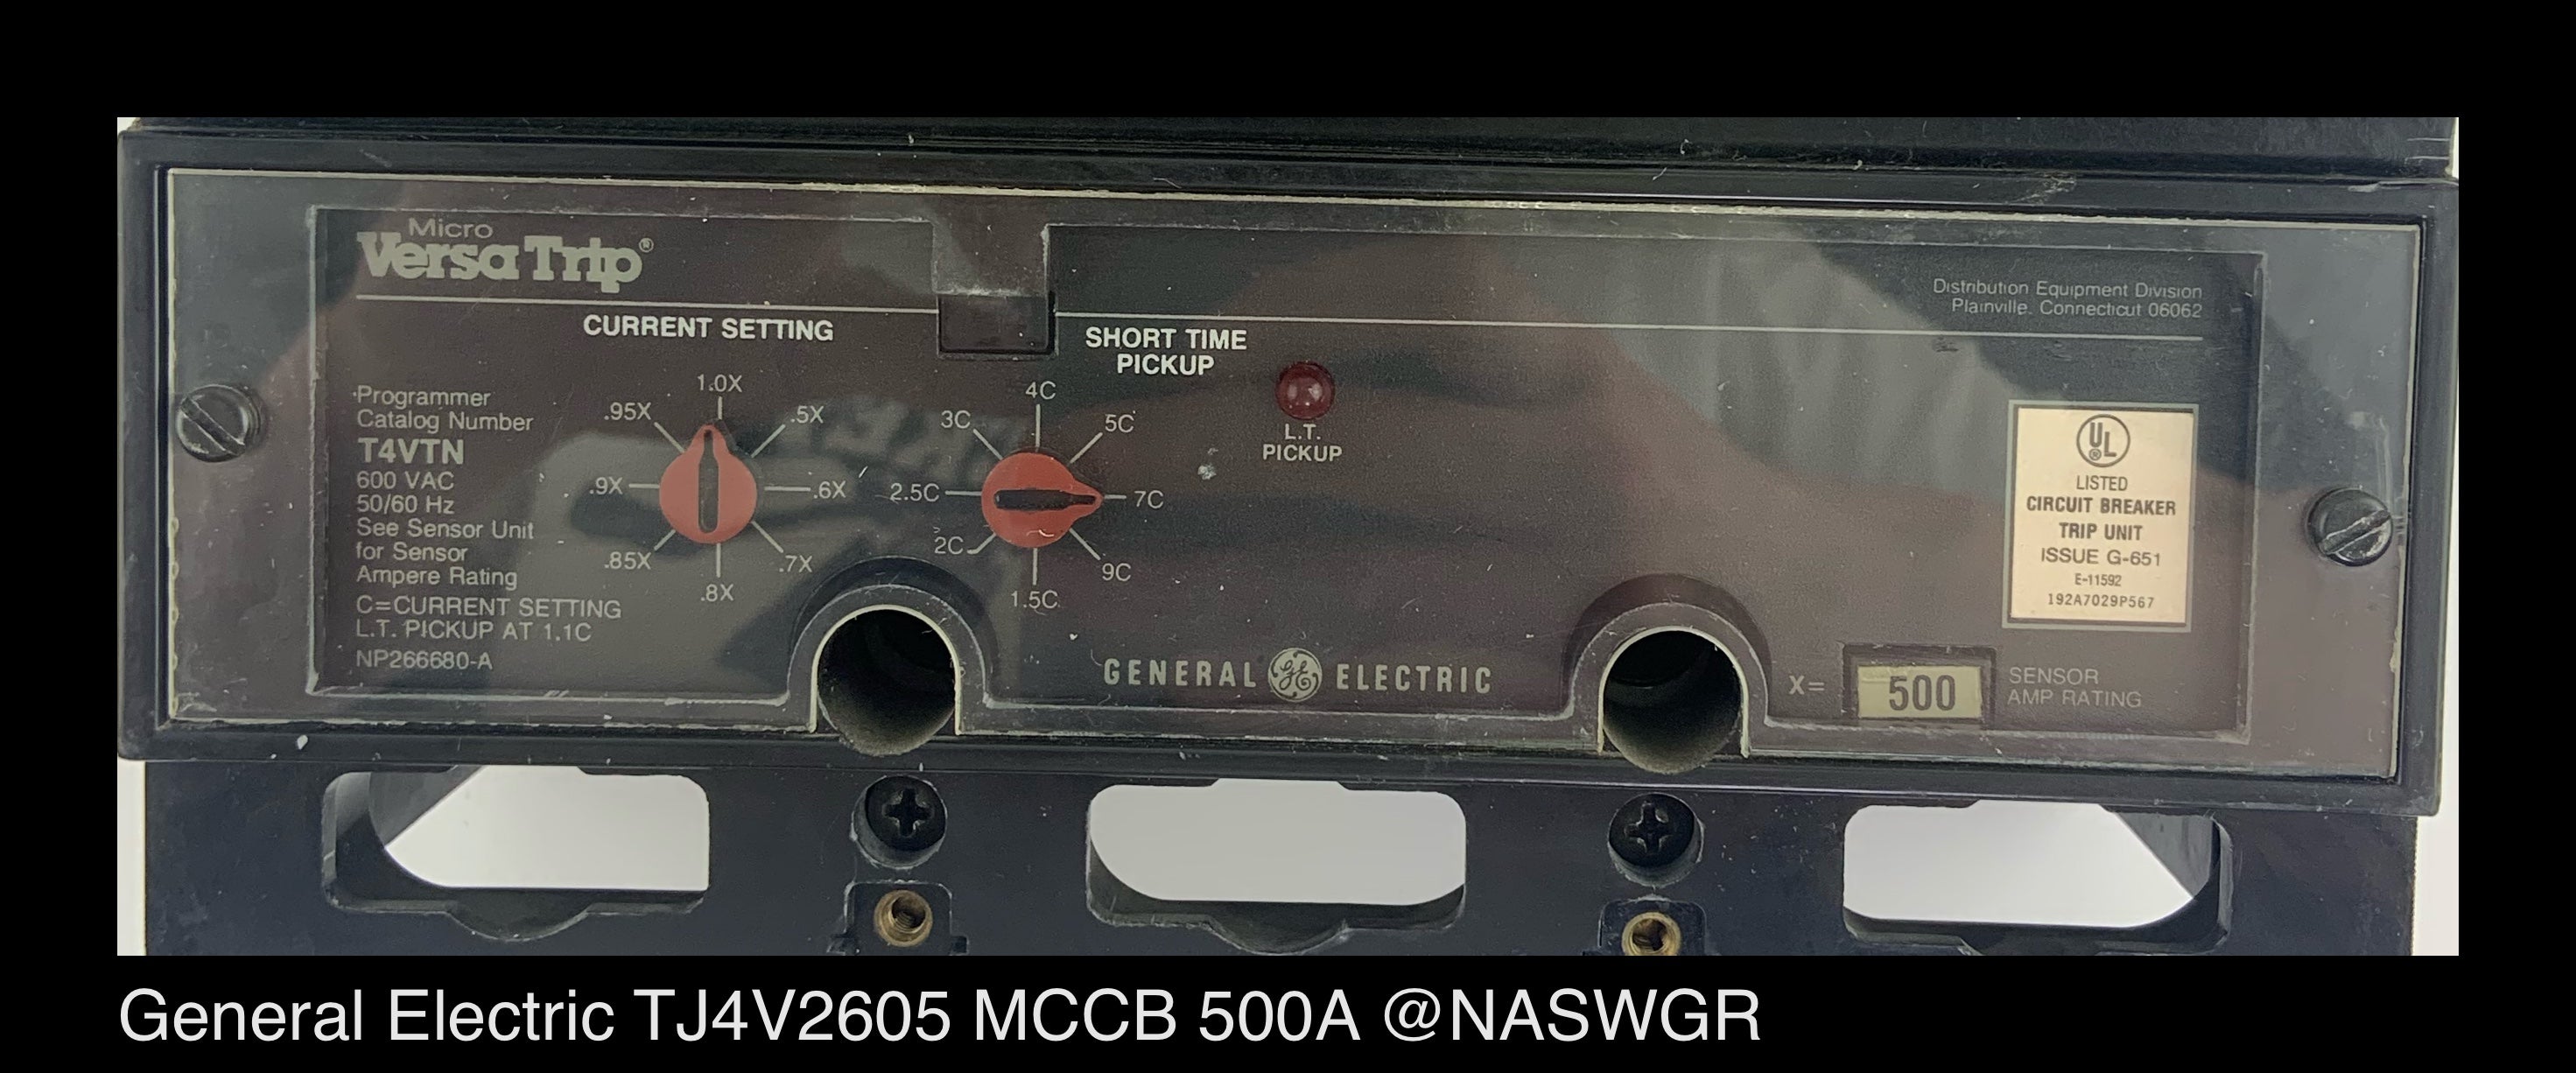 Micro
VersaTrip®
Distribution Equipment Division
Plainville, Connecticut 06062
CURRENT SETTING
1.0X
.5X
.6X
.7X
.8X
.85X
.9X
.95X
SHORT TIME
PICKUP
4C
5C
7C
9C
1.5C
2C
2.5C
3C
L.T.
PICKUP
Programmer
Catalog Number
T4VTN
600 VAC
50/60 Hz
See Sensor Unit
for Sensor
Ampere Rating
C=CURRENT SETTING
L.T. PICKUP AT 1.1C
NP266680-A
UL
®
LISTED
CIRCUIT BREAKER
TRIP UNIT
ISSUE G-651
E-11592
192A7029P567
GENERAL GE ELECTRIC
X= 500 SENSOR
AMP RATING
General Electric TJ4V2605 MCCB 500A @NASWGR